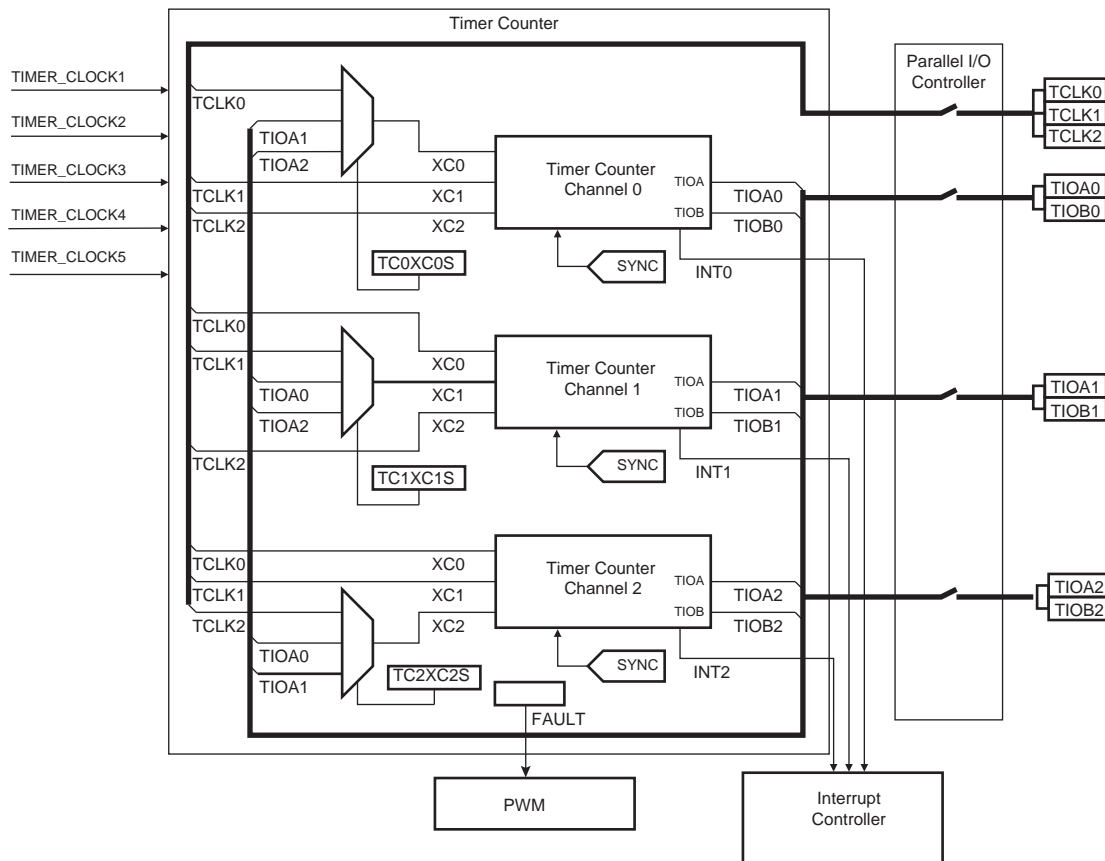 Timer Counter
Parallel I/O
Controller
TIMER_CLOCK1
TIMER_CLOCK2
TIMER_CLOCK3
TIMER_CLOCK4
TIMER_CLOCK5
TCLK0
TIOA1
TIOA2
TCLK1
TCLK2
XC0
XC1
XC2
TC0XC0S
Timer Counter
Channel 0
TIOA
TIOB
TIOA0
TIOB0
SYNC
INT0
TCLK0
TCLK1
TCLK2
TIOA0
TIOB0
TCLK0
TCLK1
TIOA0
TIOA2
TCLK2
XC0
XC1
XC2
TC1XC1S
Timer Counter
Channel 1
TIOA
TIOB
TIOA1
TIOB1
SYNC
INT1
TIOA1
TIOB1
TCLK0
TCLK1
TCLK2
TIOA0
TIOA1
XC0
XC1
XC2
TC2XC2S
Timer Counter
Channel 2
TIOA
TIOB
TIOA2
TIOB2
SYNC
INT2
TIOA2
TIOB2
FAULT
PWM
Interrupt
Controller